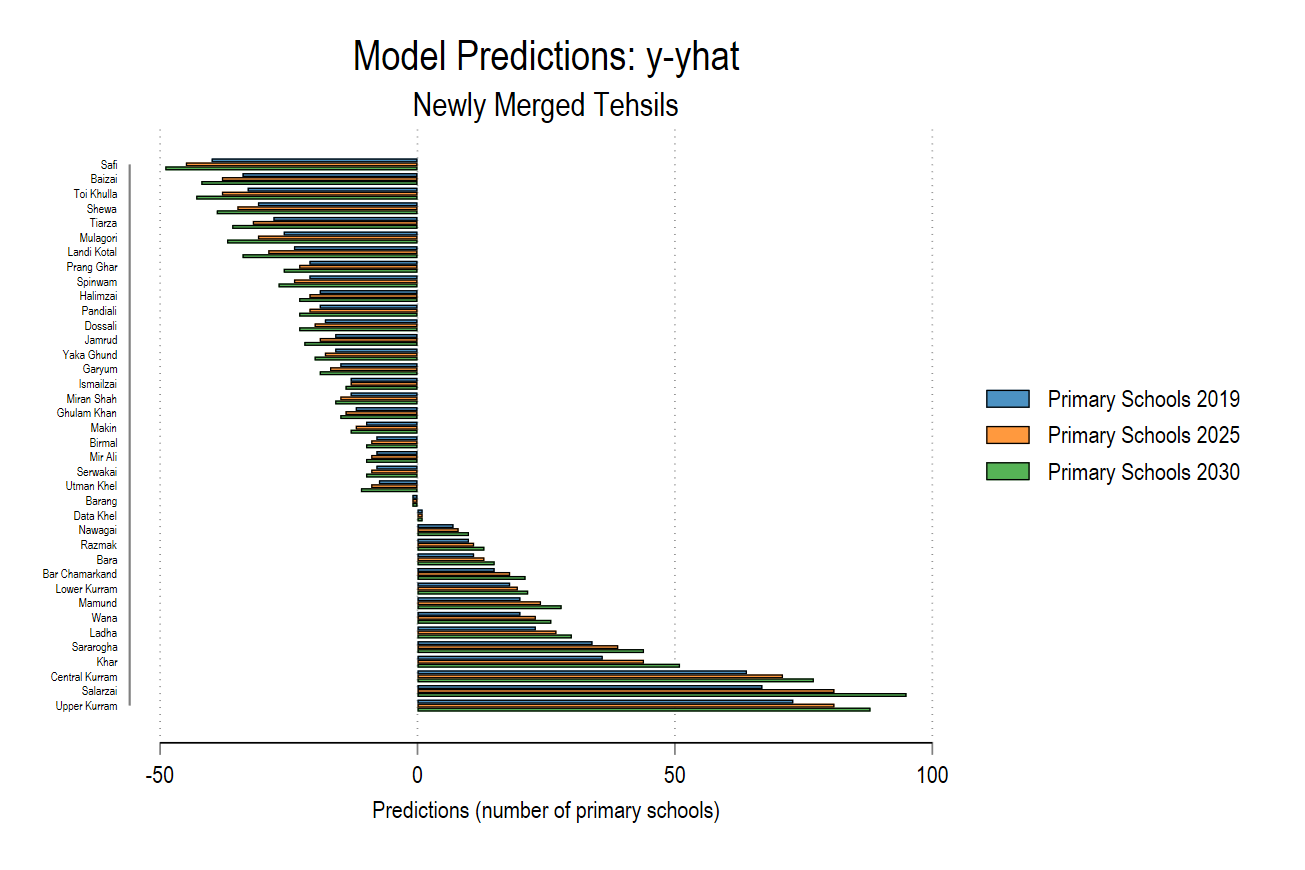 Model Predictions: y-yhat
Newly Merged Tehsils
Safi
Baizai
Toi Khulla
Shewa
Tiarza
Mulagori
Landi Kotal
Prang Ghar
Spinwam
Halimzai
Pandiali
Dossali
Jamrud
Yaka Ghund
Garyum
Ismailzai
Miran Shah
Ghulam Khan
Makin
Birmal
Mir Ali
Serwakai
Utman Khel
Barang
Data Khel
Nawagai
Razmak
Bara
Bar Chamarkand
Lower Kurram
Mamund
Wana
Ladha
Sararogha
Khar
Central Kurram
Salarzai
Upper Kurram
-50 0 50 100
Predictions (number of primary schools)
Primary Schools 2019
Primary Schools 2025
Primary Schools 2030